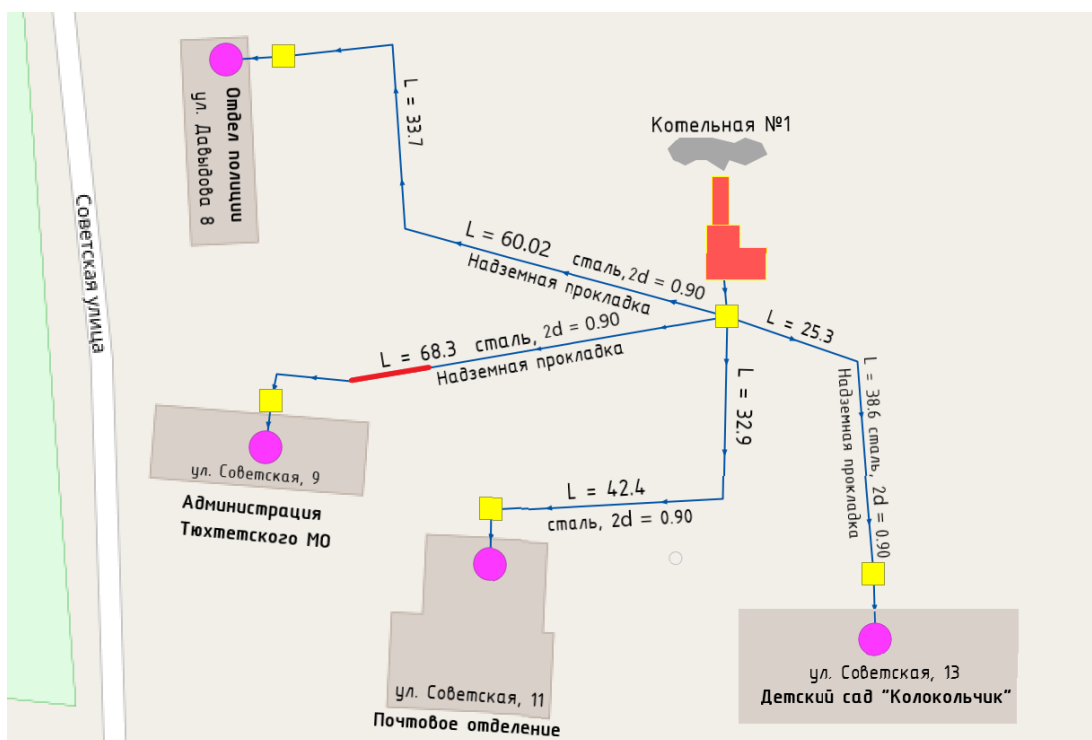 Советская улица
Отдел полиции
ул. Давыдова 8
L = 33.7
Котельная №1
L = 60.02 сталь,2d = 0.90
Надземная прокладка
L = 68.3 сталь, 2d = 0.90
Надземная прокладка
L = 25.3
L = 38.6 сталь, 2d = 0.90
Надземная прокладка
L = 32.9
L = 42.4
сталь, 2d = 0.90
ул. Советская, 9
Администрация
Тюхтетского МО
ул. Советская, 11
Почтовое отделение
ул. Советская, 13
Детский сад "Колокольчик"